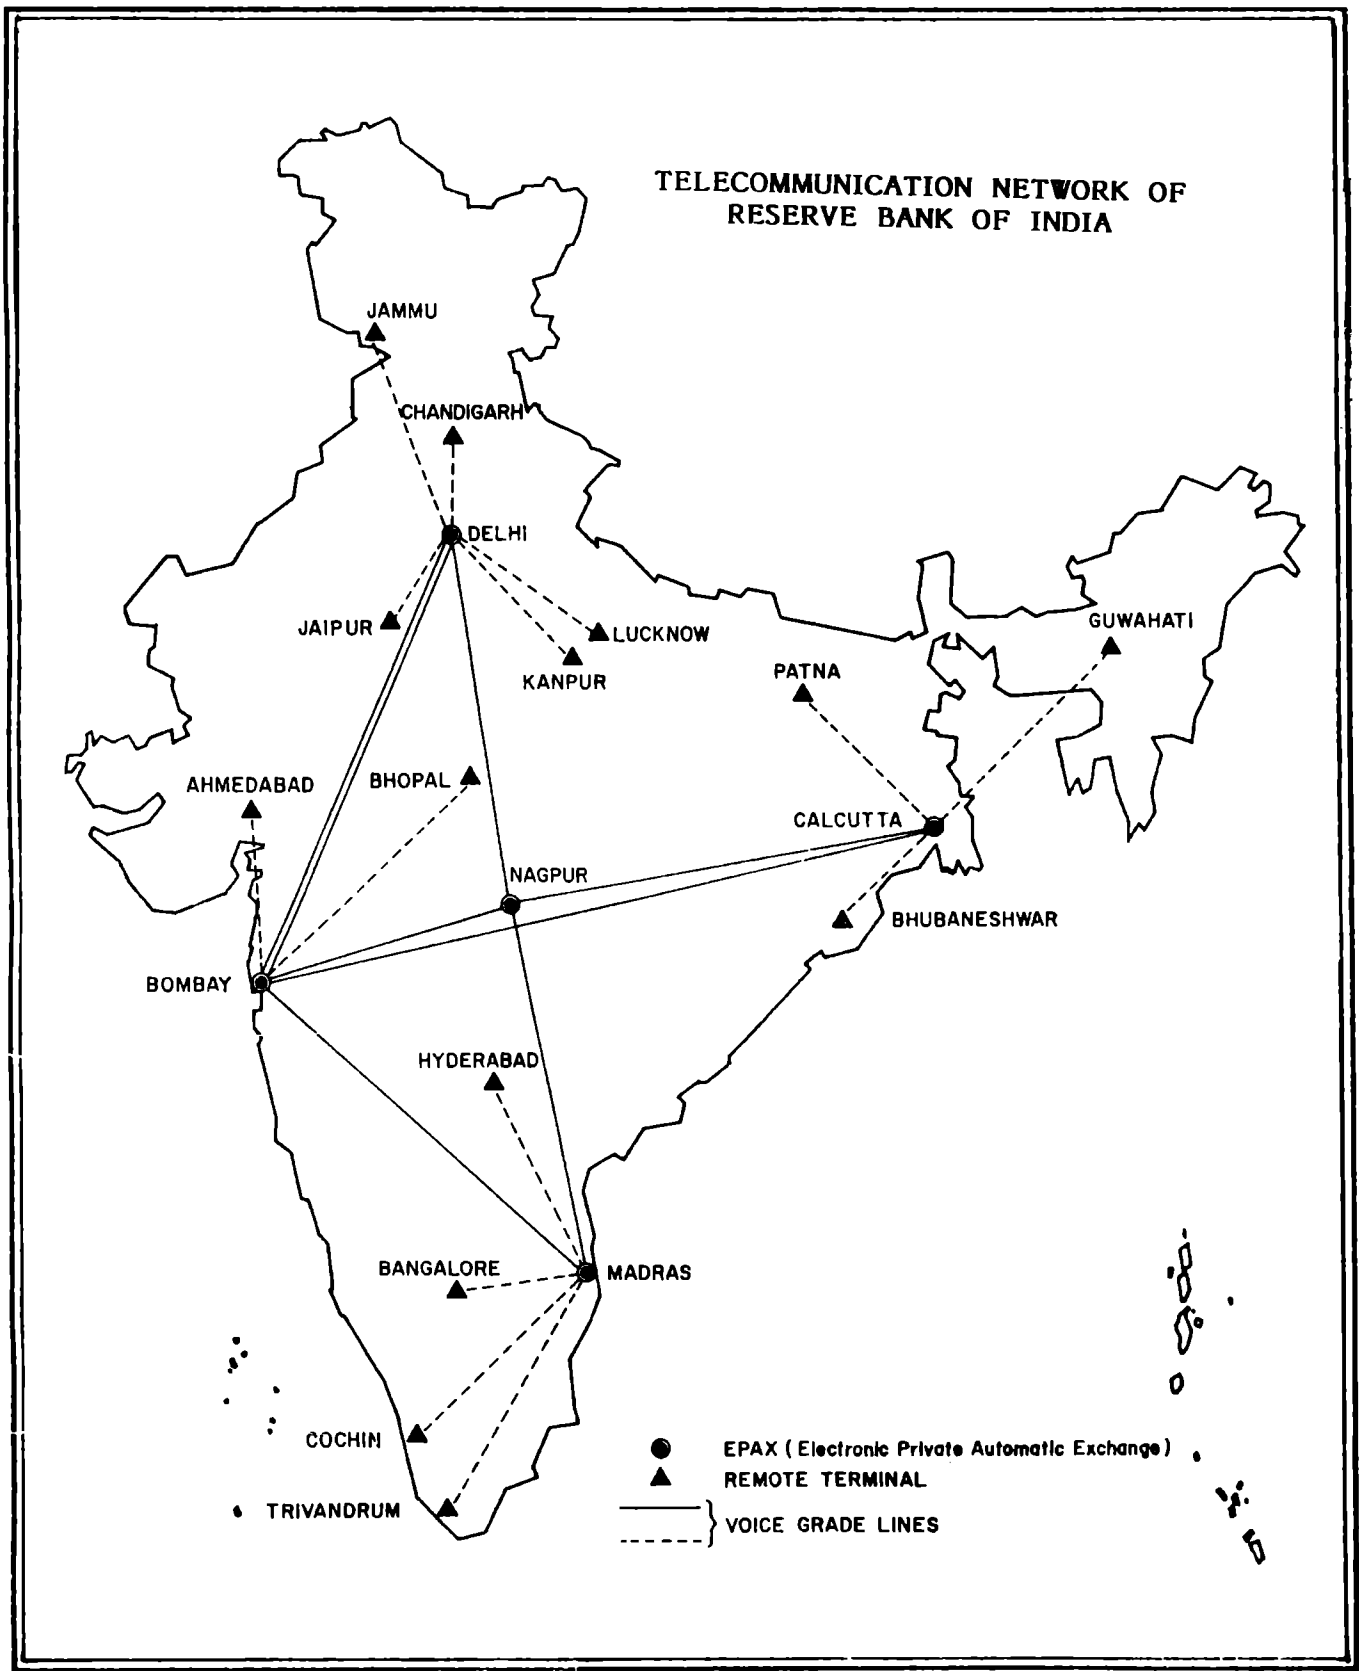 TELECOMMUNICATION NETWORK OF
RESERVE BANK OF INDIA
JAMMU
CHANDIGARH
DELHI
JAIPUR
LUCKNOW
KANPUR
GUWAHATI
PATNA
AHMEDABAD
BHOPAL
CALCUTTA
NAGPUR
BHUBANESHWAR
BOMBAY
HYDERABAD
BANGALORE
MADRAS
COCHIN
TRIVANDRUM
EPAX (Electronic Private Automatic Exchange)
REMOTE TERMINAL
VOICE GRADE LINES